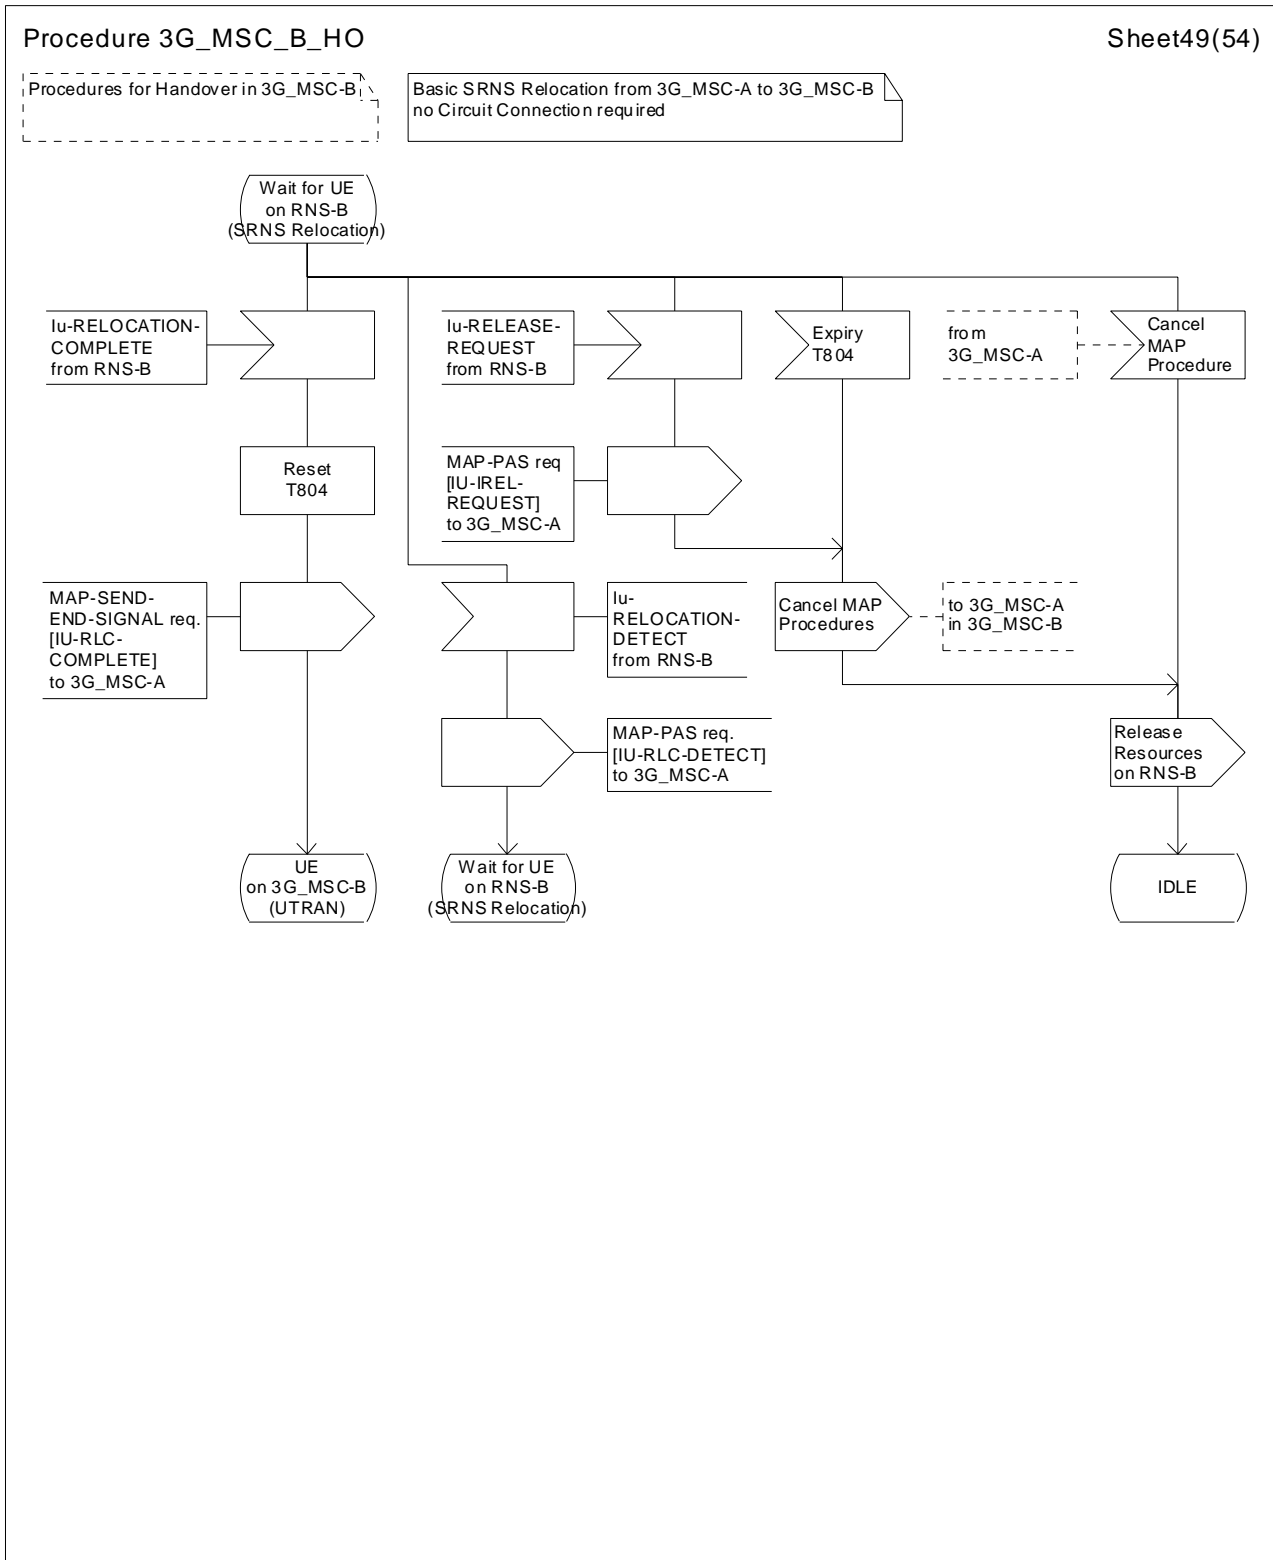 Procedure 3G_MSC_B_HO
Sheet49(54)
Procedures for Handover in 3G_MSC-B
Basic SRNS Relocation from 3G_MSC-A to 3G_MSC-B
no Circuit Connection required
Wait for UE
on RNS-B
(SRNS Relocation)
Iu-RELOCATION-
COMPLETE
from RNS-B
Iu-RELEASE-
REQUEST
from RNS-B
Expiry
T804
from
3G_MSC-A
Cancel
MAP
Procedure
Reset
T804
MAP-PAS req
[IU-IREL-
REQUEST]
to 3G_MSC-A
MAP-SEND-
END-SIGNAL req.
[IU-RLC-
COMPLETE]
to 3G_MSC-A
Iu-
RELOCATION-
DETECT
from RNS-B
Cancel MAP
Procedures
to 3G_MSC-A
in 3G_MSC-B
MAP-PAS req.
[IU-RLC-DETECT]
to 3G_MSC-A
Release
Resources
on RNS-B
UE
on 3G_MSC-B
(UTRAN)
Wait for UE
on RNS-B
(SRNS Relocation)
IDLE